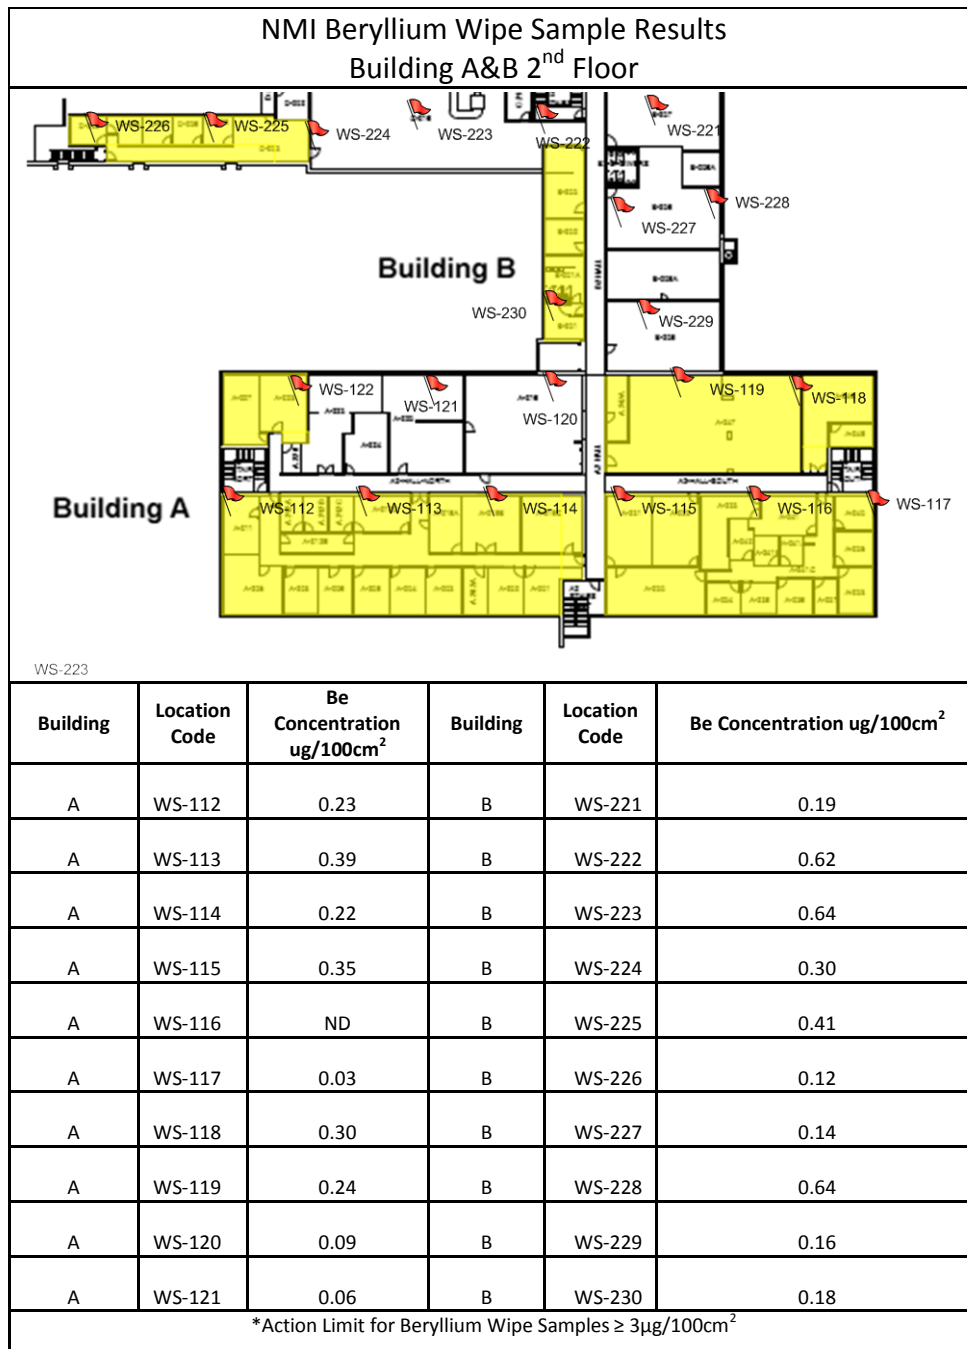 NMI Beryllium Wipe Sample Results
Building A&B 2nd Floor
WS-226 WS-225 WS-224 WS-223 WS-222 WS-221
WS-228
WS-227
Building B
WS-230
WS-229
WS-122 WS-121 WS-120 WS-119 WS-118
A2-HALL-NORTH A2-HALL-SOUTH
Building A
WS-112 WS-113 WS-114 WS-115 WS-116 WS-117
WS-223
Building Location Code Be Concentration ug/100cm2 Building Location Code Be Concentration ug/100cm2
A WS-112 0.23 B WS-221 0.19
A WS-113 0.39 B WS-222 0.62
A WS-114 0.22 B WS-223 0.64
A WS-115 0.35 B WS-224 0.30
A WS-116 ND B WS-225 0.41
A WS-117 0.03 B WS-226 0.12
A WS-118 0.30 B WS-227 0.14
A WS-119 0.24 B WS-228 0.64
A WS-120 0.09 B WS-229 0.16
A WS-121 0.06 B WS-230 0.18
*Action Limit for Beryllium Wipe Samples ≥ 3µg/100cm2